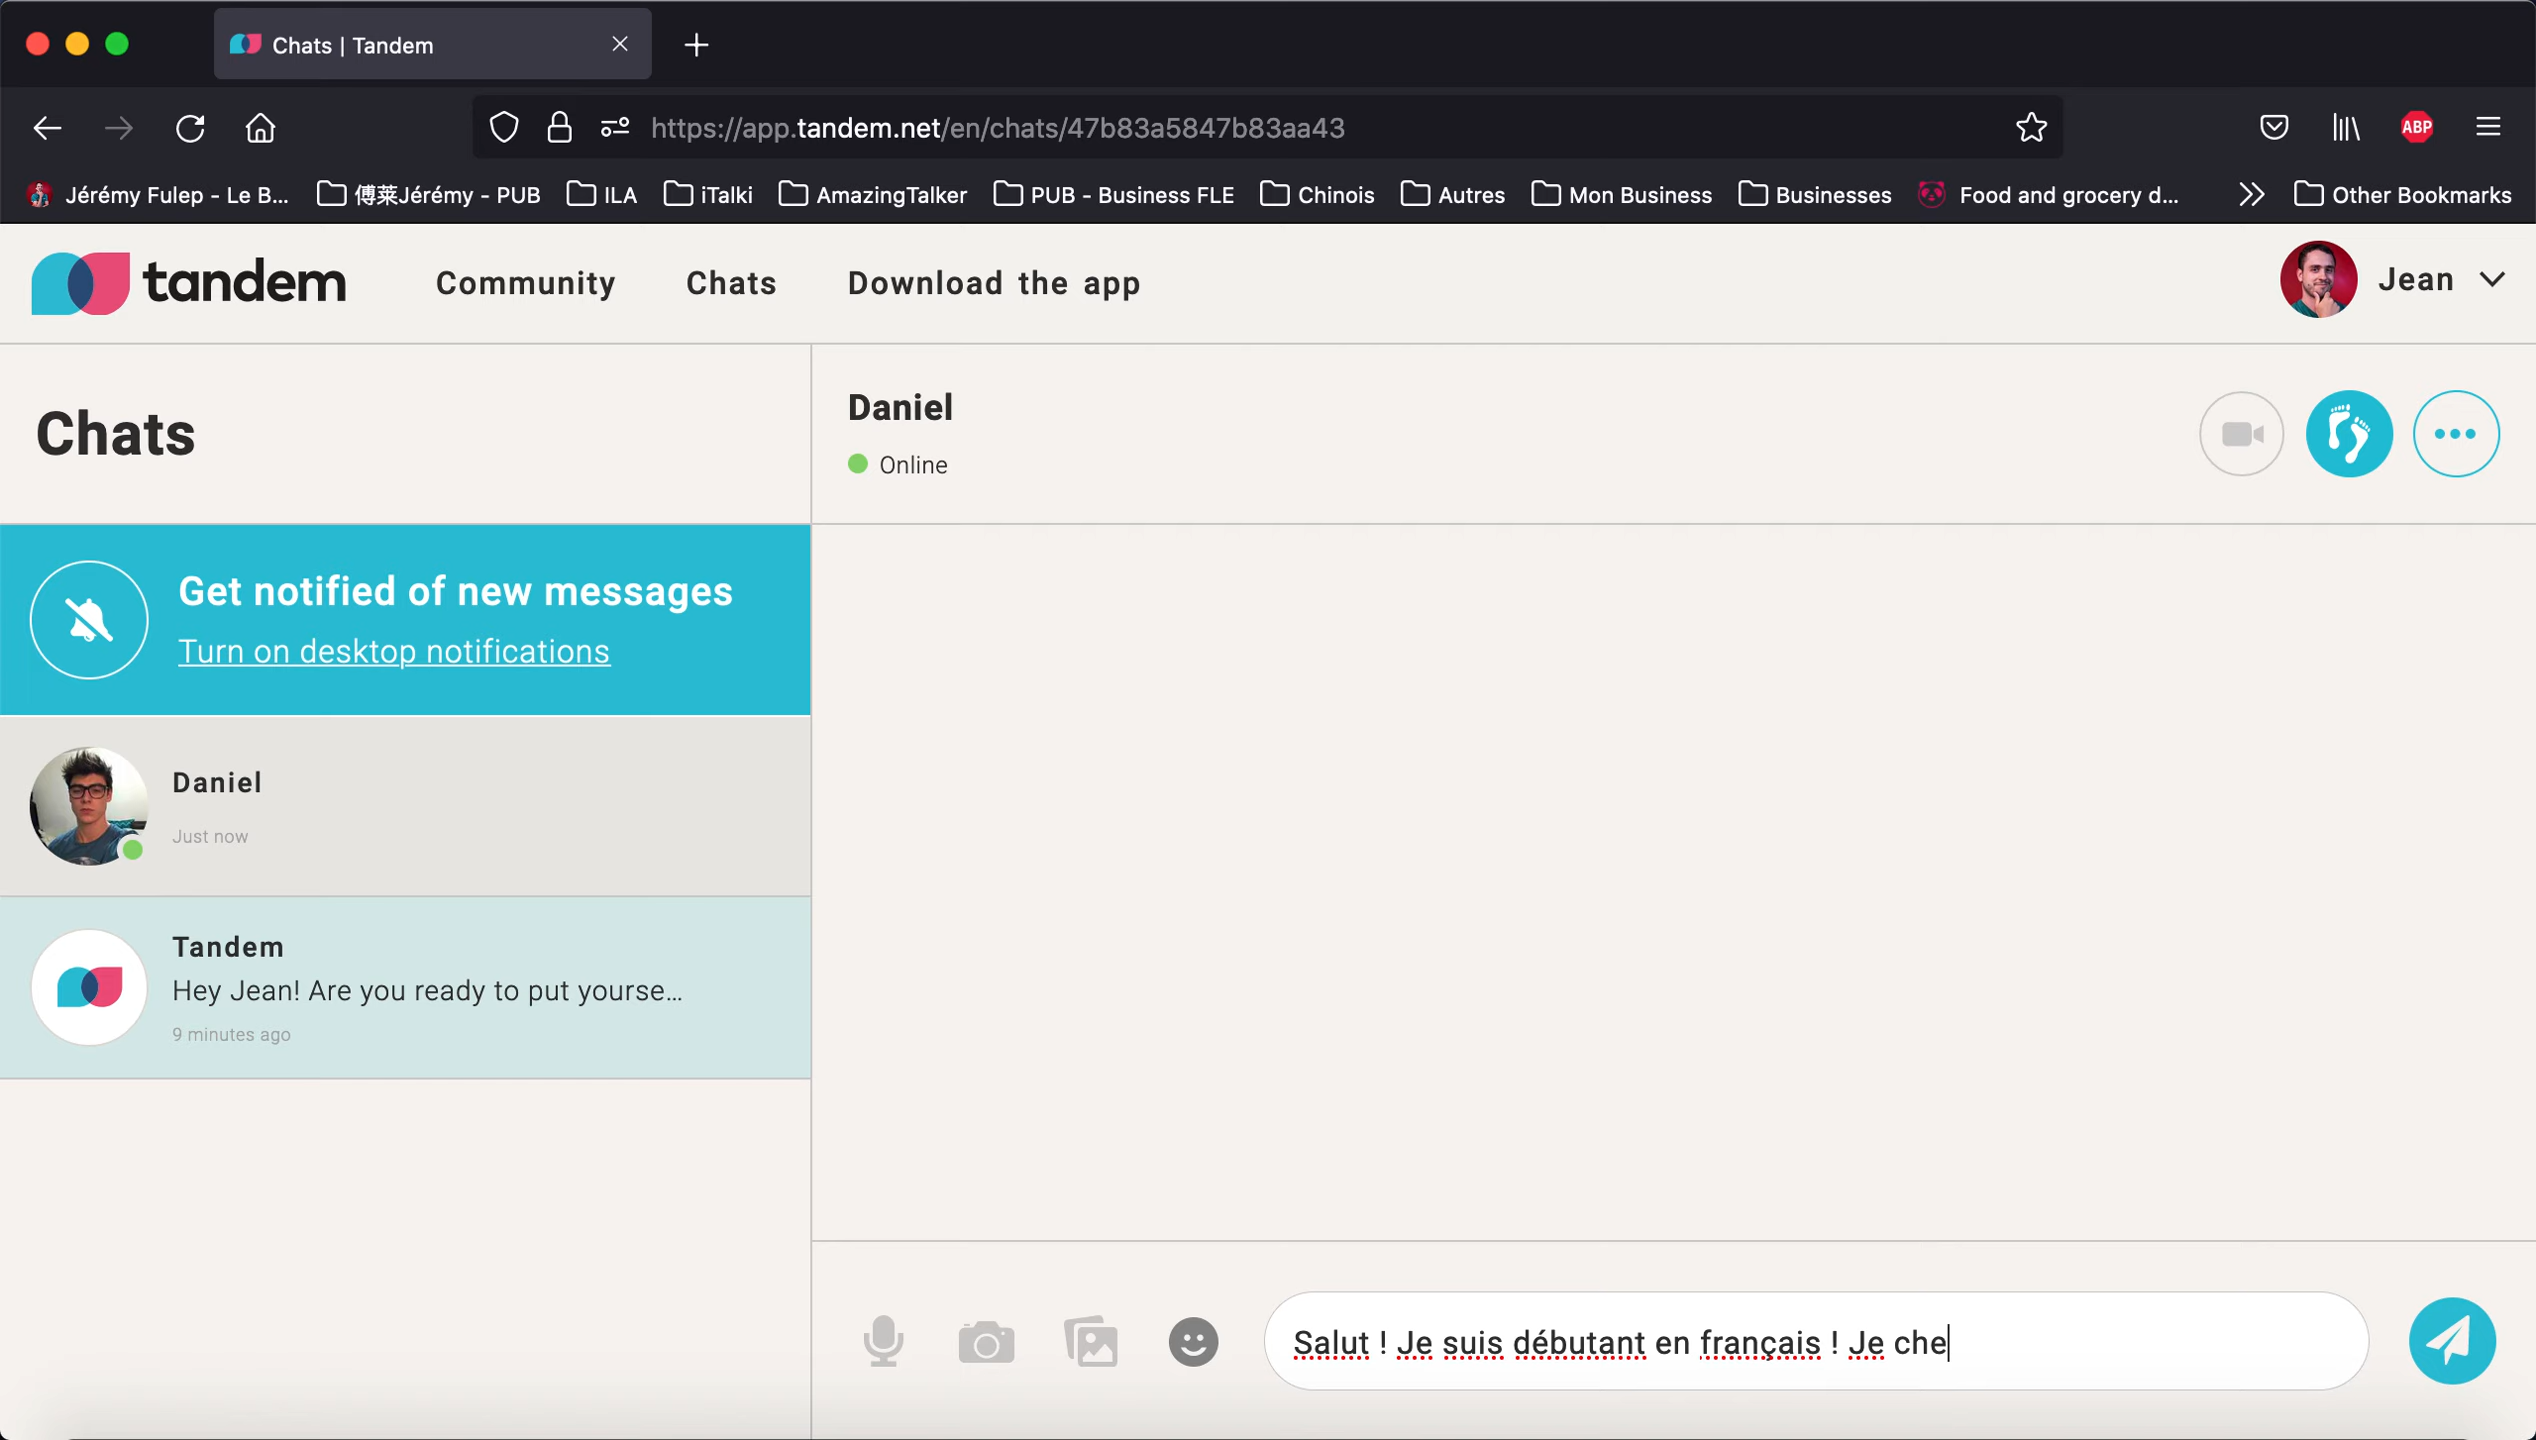 Chats | Tandem
https://app.tandem.net/en/chats/47b83a5847b83aa43
ABP
Jérémy Fulep - Le B...
傅莱Jérémy - PUB
ILA
iTalki
AmazingTalker
PUB - Business FLE
Chinois
Autres
Mon Business
Businesses
Food and grocery d...
Other Bookmarks
tandem
Community
Chats
Download the app
Jean
Chats
Daniel
Online
Get notified of new messages
Turn on desktop notifications
Daniel
Just now
Tandem
Hey Jean! Are you ready to put yourse...
9 minutes ago
Salut ! Je suis débutant en français ! Je che